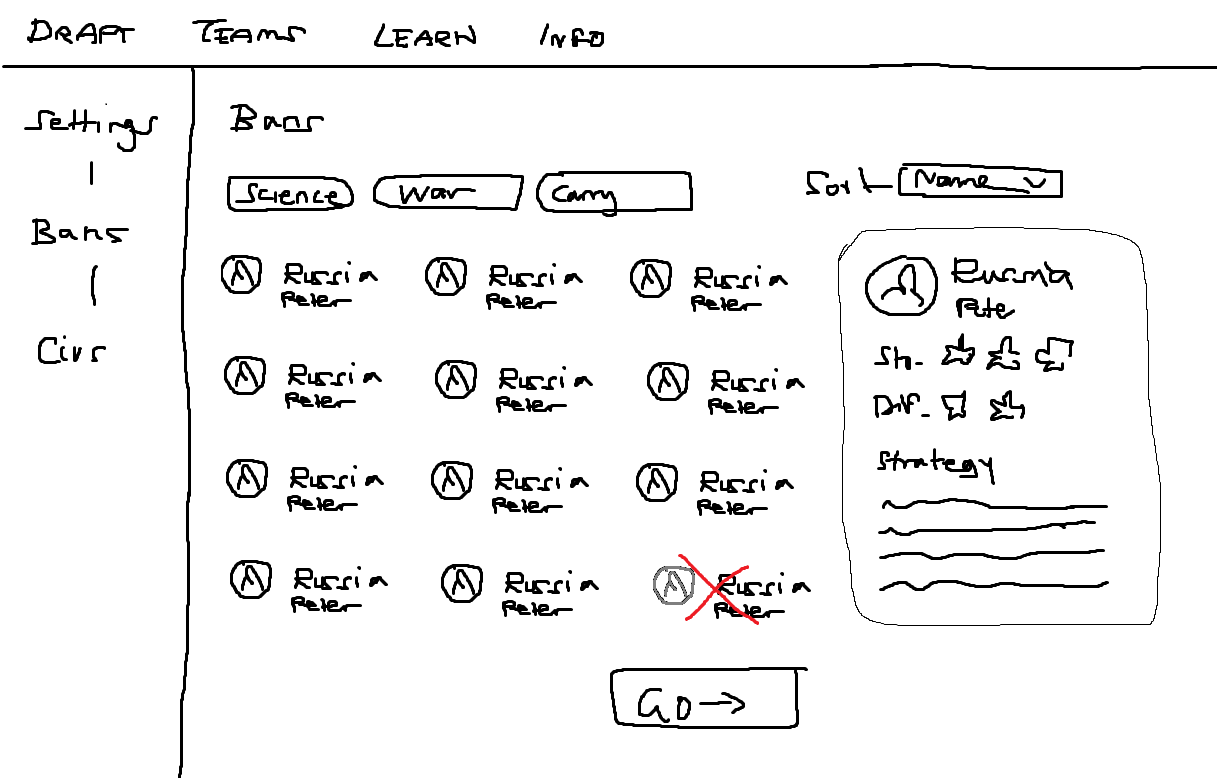 DRAFT TEAMS LEARN INFO
Settings
Bans
Civs
Bans
Science War Carry
Sort Name
Russia Russia Russia
Peter Peter Peter
Russia Russia Russia
Peter Peter Peter
Russia Russia Russia
Peter Peter Peter
Russia Russia Russia
Peter Peter Peter
Russia
Pete
Str.
Dif.
Strategy
GO →